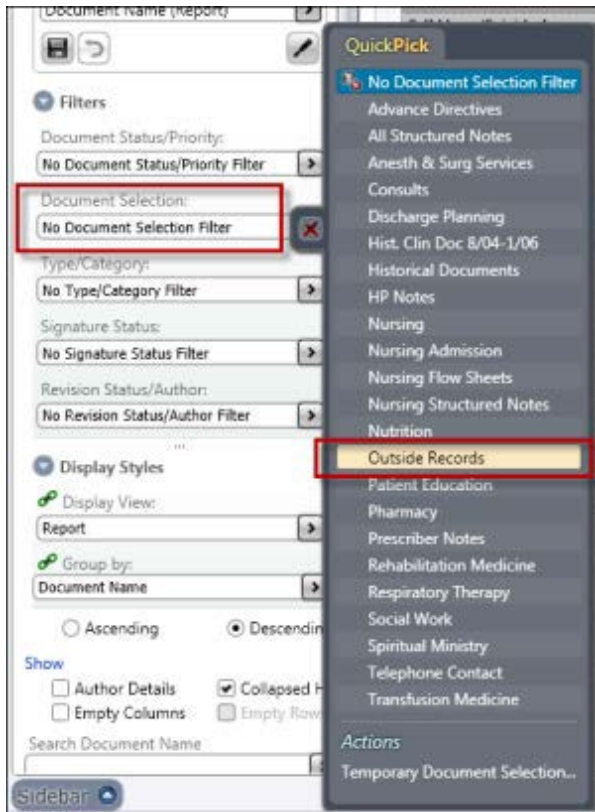 Document Name (Report)
Filters
Document Status/Priority:
No Document Status/Priority Filter
Document Selection:
No Document Selection Filter
Type/Category:
No Type/Category Filter
Signature Status:
No Signature Status Filter
Revision Status/Author:
No Revision Status/Author Filter
Display Styles
Display View:
Report
Group by:
Document Name
Ascending
Descendin
Show
Author Details
Collapsed H
Empty Columns
Empty Row
Search Document Name
Sidebar
QuickPick
No Document Selection Filter
Advance Directives
All Structured Notes
Anesth & Surg Services
Consults
Discharge Planning
Hist. Clin Doc 8/04-1/06
Historical Documents
HP Notes
Nursing
Nursing Admission
Nursing Flow Sheets
Nursing Structured Notes
Nutrition
Outside Records
Patient Education
Pharmacy
Prescriber Notes
Rehabilitation Medicine
Respiratory Therapy
Social Work
Spiritual Ministry
Telephone Contact
Transfusion Medicine
Actions
Temporary Document Selection...